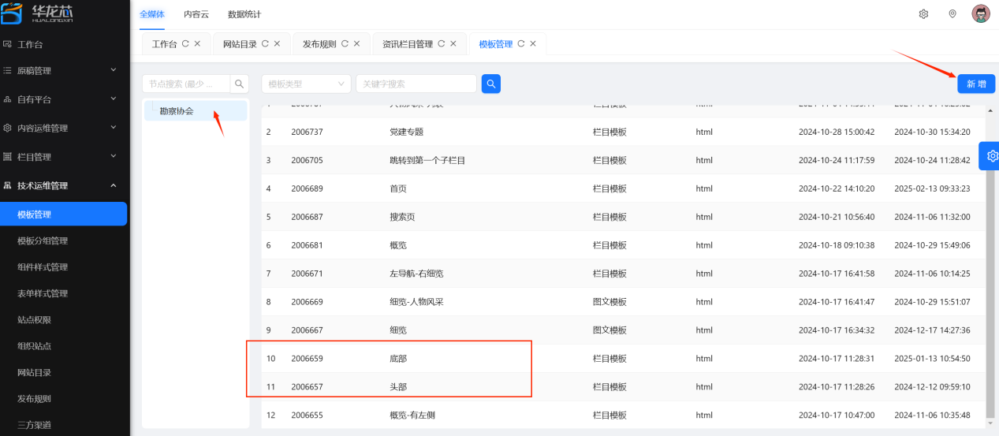 华龙芯
HUALONGXIN
全媒体 内容云 数据统计
工作台 网站目录 发布规则 资讯栏目管理 模板管理
工作台
原稿管理
自有平台
内容运维管理
栏目管理
技术运维管理
模板管理
模板分组管理
组件样式管理
表单样式管理
站点权限
组织站点
网站目录
发布规则
三方渠道
节点搜索 (最少 ...
勘察协会
模板类型 关键字搜索
新 增
2 2006737 党建专题 栏目模板 html 2024-10-28 15:00:42 2024-10-30 15:34:20
3 2006705 跳转到第一个子栏目 栏目模板 html 2024-10-24 11:17:59 2024-10-24 11:28:42
4 2006689 首页 栏目模板 html 2024-10-22 14:10:20 2025-02-13 09:33:23
5 2006687 搜索页 栏目模板 html 2024-10-21 10:56:40 2024-11-06 11:32:00
6 2006681 概览 栏目模板 html 2024-10-18 09:10:38 2024-10-29 15:49:06
7 2006671 左导航-右细览 栏目模板 html 2024-10-17 16:41:58 2024-11-06 10:14:25
8 2006669 细览-人物风采 图文模板 html 2024-10-17 16:41:47 2024-10-29 15:51:07
9 2006667 细览 图文模板 html 2024-10-17 16:34:32 2024-12-17 14:27:36
10 2006659 底部 栏目模板 html 2024-10-17 11:28:31 2025-01-13 10:54:50
11 2006657 头部 栏目模板 html 2024-10-17 11:28:26 2024-12-12 09:59:10
12 2006655 概览-有左侧 栏目模板 html 2024-10-17 10:47:00 2024-11-06 10:35:48